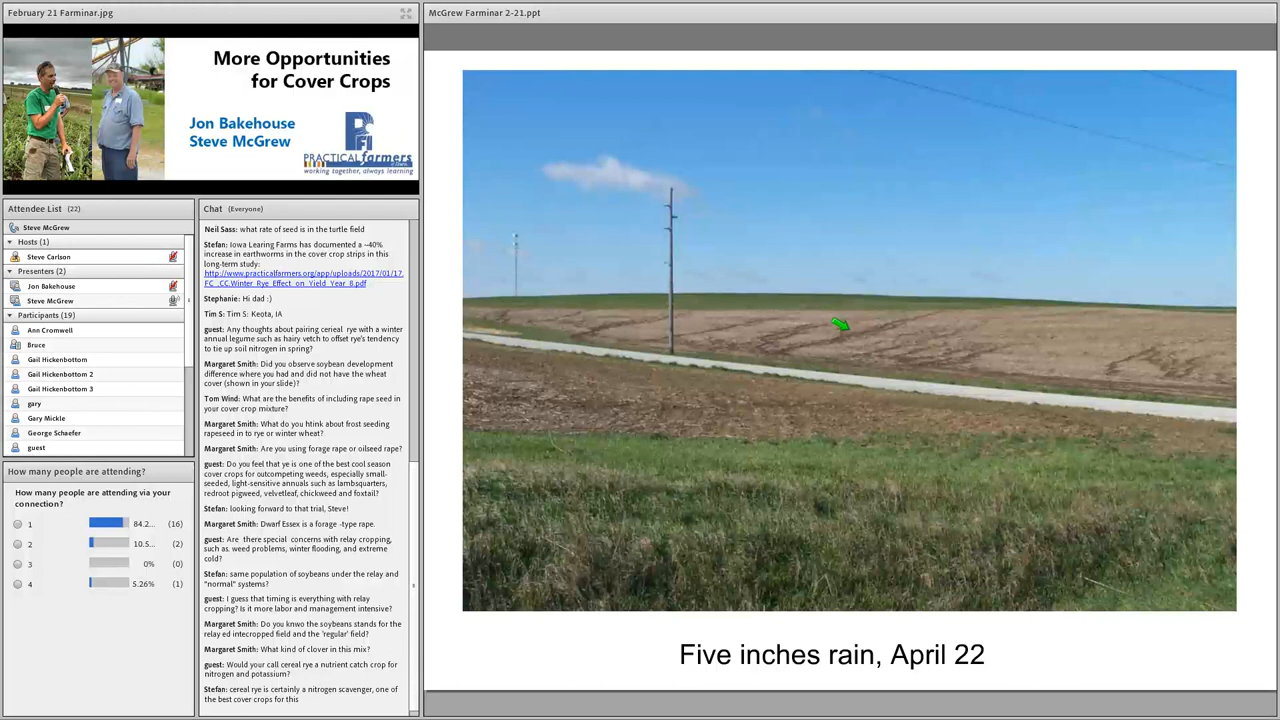 February 21 Farminar.jpg
More Opportunities
for Cover Crops
Jon Bakehouse
Steve McGrew
PFI
PRACTICAL farmers
working together, always learning
Attendee List (22)
Steve McGrew
Hosts (1)
Steve Carlson
Presenters (2)
Jon Bakehouse
Steve McGrew
Participants (19)
Ann Cromwell
Bruce
Gail Hickenbottom
Gail Hickenbottom 2
Gail Hickenbottom 3
gary
Gary Mickle
George Schaefer
guest
How many people are attending?
How many people are attending via your
connection?
1 84.2... (16)
2 10.5... (2)
3 0% (0)
4 5.26% (1)
Chat (Everyone)
Neil Sass: what rate of seed is in the turtle field
Stefan: Iowa Learing Farms has documented a ~40%
increase in earthworms in the cover crop strips in this
long-term study:
http://www.practicalfarmers.org/app/uploads/2017/01/17.
FC_.CC.Winter_Rye_Effect_on_Yield_Year_8.pdf
Stephanie: Hi dad :)
Tim S: Tim S: Keota, IA
guest: Any thoughts about pairing cerieal rye with a winter
annual legume such as hairy vetch to offset rye's tendency
to tie up soil nitrogen in spring?
Margaret Smith: Did you observe soybean development
difference where you had and did not have the wheat
cover (shown in your slide)?
Tom Wind: What are the benefits of including rape seed in
your cover crop mixture?
Margaret Smith: What do you htink about frost seeding
rapeseed in to rye or winter wheat?
Margaret Smith: Are you using forage rape or oilseed rape?
guest: Do you feel that ye is one of the best cool season
cover crops for outcompeting weeds, especially small-
seeded, light-sensitive annuals such as lambsquarters,
redroot pigweed, velvetleaf, chickweed and foxtail?
Stefan: looking forward to that trial, Steve!
Margaret Smith: Dwarf Essex is a forage -type rape.
guest: Are there special concerns with relay cropping,
such as. weed problems, winter flooding, and extreme
cold?
Stefan: same population of soybeans under the relay and
"normal" systems?
guest: I guess that timing is everything with relay
cropping? Is it more labor and management intensive?
Margaret Smith: Do you knwo the soybeans stands for the
relay ed intecropped field and the 'regular' field?
Margaret Smith: What kind of clover in this mix?
guest: Would your call cereal rye a nutrient catch crop for
nitrogen and potassium?
Stefan: cereal rye is certainly a nitrogen scavenger, one of
the best cover crops for this
McGrew Farminar 2-21.ppt
Five inches rain, April 22